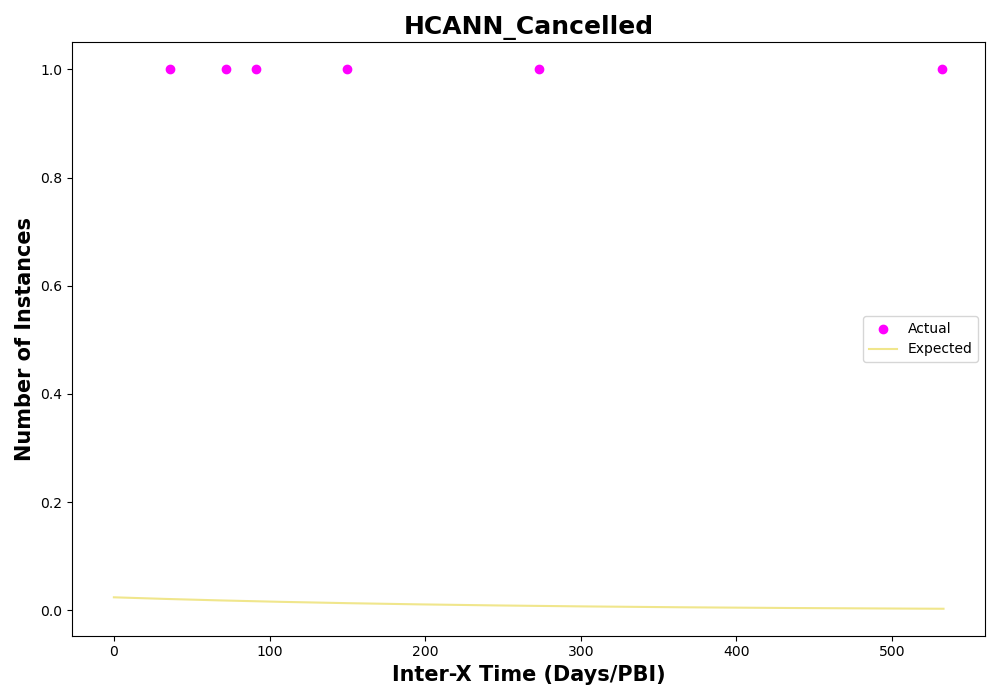 HCANN_Cancelled
Number of Instances
1.0
0.8
0.6
0.4
0.2
0.0
Actual
Expected
0
100
200
300
400
500
Inter-X Time (Days/PBI)